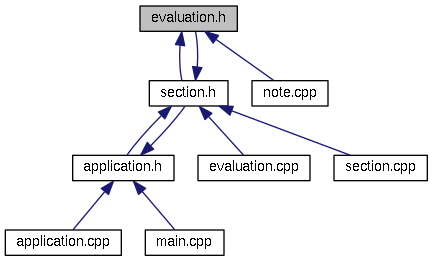 evaluation.h
section.h
note.cpp
application.h
evaluation.cpp
section.cpp
application.cpp
main.cpp